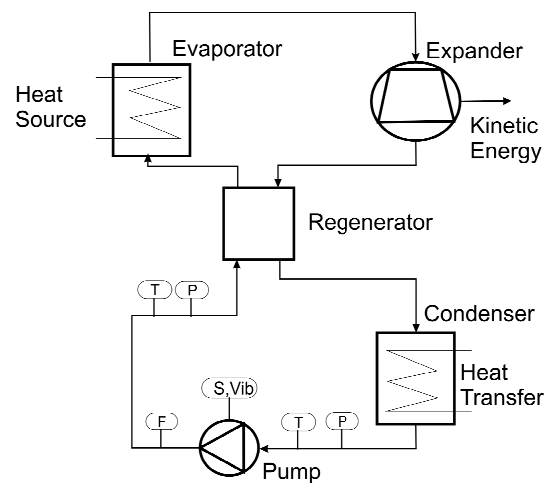 Evaporator
Expander
Heat
Source
Kinetic
Energy
Regenerator
T
P
Condenser
Heat
Transfer
S,Vib
F
T
P
Pump